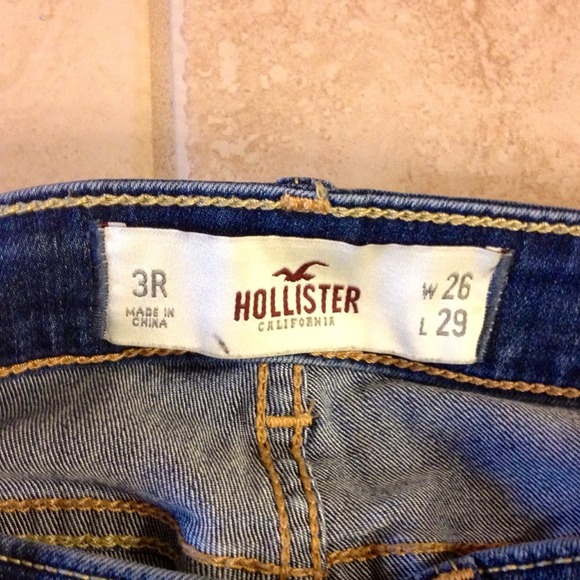 3R
MADE IN
CHINA
HOLLISTER
CALIFORNIA
W 26
L 29